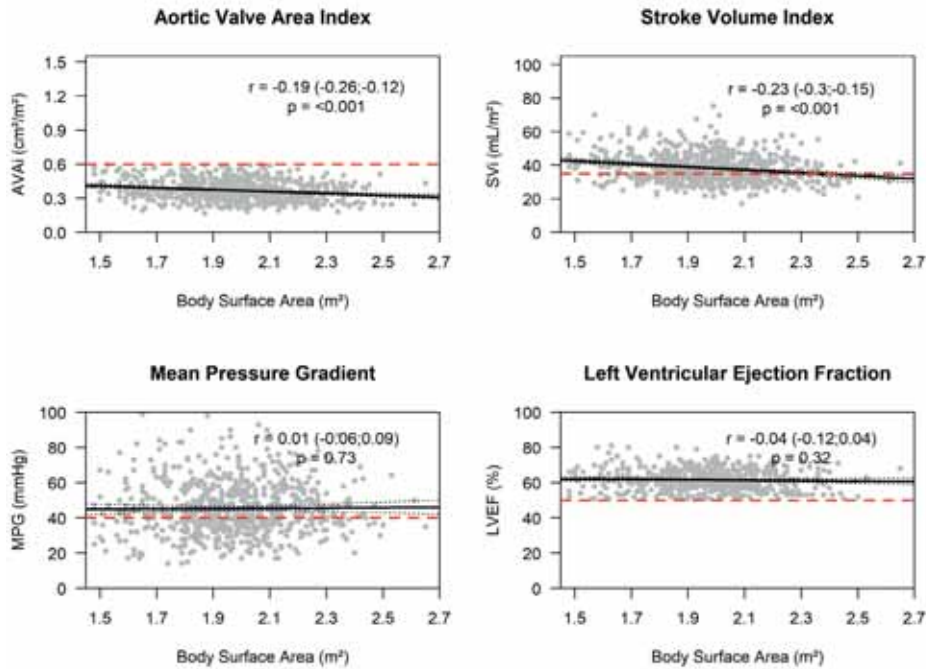 Aortic Valve Area Index
r = -0.19 (-0.26;-0.12)
p = <0.001
AVAi (cm²/m²)
1.5
1.2
0.9
0.6
0.3
0.0
1.5 1.7 1.9 2.1 2.3 2.5 2.7
Body Surface Area (m²)
Stroke Volume Index
r = -0.23 (-0.3;-0.15)
p = <0.001
SVi (mL/m²)
100
80
60
40
20
0
1.5 1.7 1.9 2.1 2.3 2.5 2.7
Body Surface Area (m²)
Mean Pressure Gradient
r = 0.01 (-0.06;0.09)
p = 0.73
MPG (mmHg)
100
80
60
40
20
0
1.5 1.7 1.9 2.1 2.3 2.5 2.7
Body Surface Area (m²)
Left Ventricular Ejection Fraction
r = -0.04 (-0.12;0.04)
p = 0.32
LVEF (%)
100
80
60
40
20
0
1.5 1.7 1.9 2.1 2.3 2.5 2.7
Body Surface Area (m²)